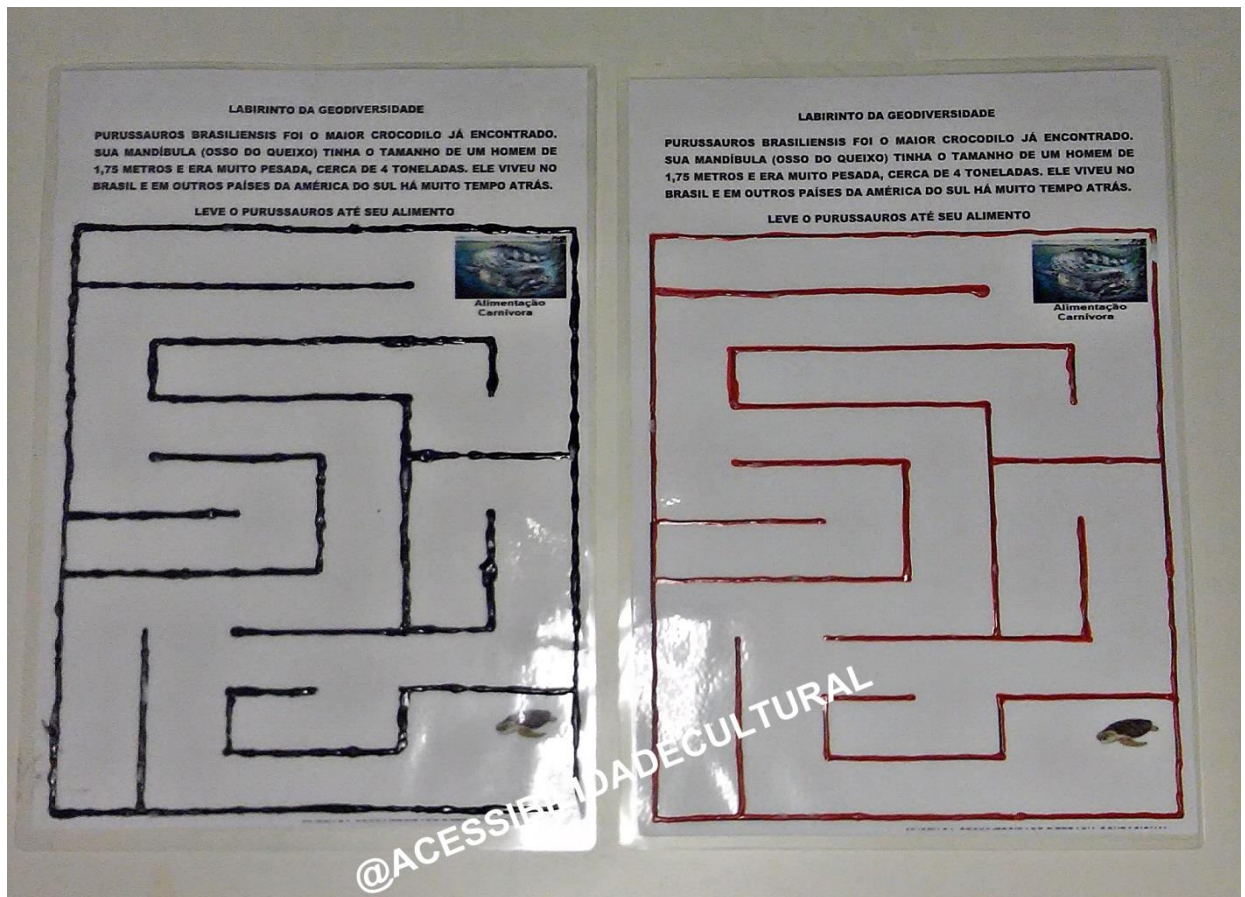 LABIRINTO DA GEODIVERSIDADE
PURUSSAUROS BRASILIENSIS FOI O MAIOR CROCODILO JÁ ENCONTRADO.
SUA MANDÍBULA (OSSO DO QUEIXO) TINHA O TAMANHO DE UM HOMEM DE
1,75 METROS E ERA MUITO PESADA, CERCA DE 4 TONELADAS. ELE VIVEU NO
BRASIL E EM OUTROS PAÍSES DA AMÉRICA DO SUL HÁ MUITO TEMPO ATRÁS.
LEVE O PURUSSAUROS ATÉ SEU ALIMENTO
Alimentação
Carnívora
LABIRINTO DA GEODIVERSIDADE
PURUSSAUROS BRASILIENSIS FOI O MAIOR CROCODILO JÁ ENCONTRADO.
SUA MANDÍBULA (OSSO DO QUEIXO) TINHA O TAMANHO DE UM HOMEM DE
1,75 METROS E ERA MUITO PESADA, CERCA DE 4 TONELADAS. ELE VIVEU NO
BRASIL E EM OUTROS PAÍSES DA AMÉRICA DO SUL HÁ MUITO TEMPO ATRÁS.
LEVE O PURUSSAUROS ATÉ SEU ALIMENTO
Alimentação
Carnívora
@ACESSIBILIDADECULTURAL